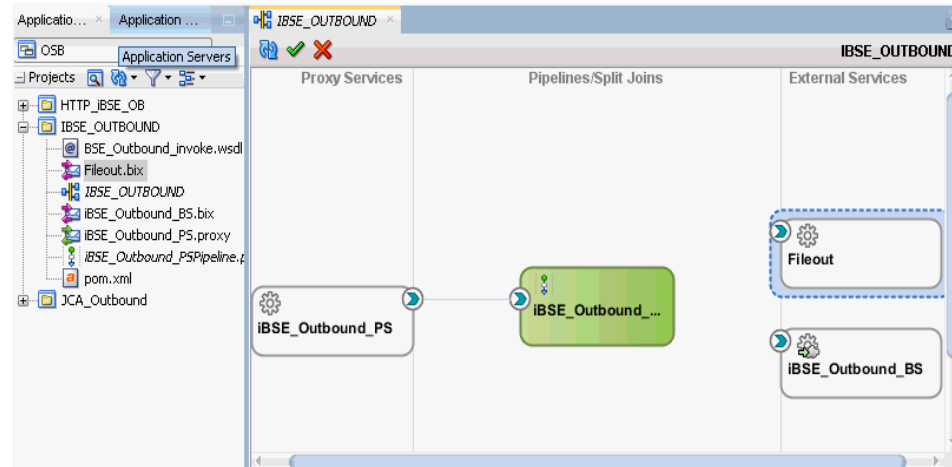 Applicatio...
Application ...
IBSE_OUTBOUND
OSB
Application Servers
IBSE_OUTBOUND
Projects
Proxy Services
Pipelines/Split Joins
External Services
HTTP_iBSE_OB
IBSE_OUTBOUND
BSE_Outbound_invoke.wsdl
Fileout.bix
IBSE_OUTBOUND
iBSE_Outbound_BS.bix
iBSE_Outbound_PS.proxy
iBSE_Outbound_PSPipeline.p
pom.xml
JCA_Outbound
iBSE_Outbound_PS
iBSE_Outbound_...
Fileout
iBSE_Outbound_BS